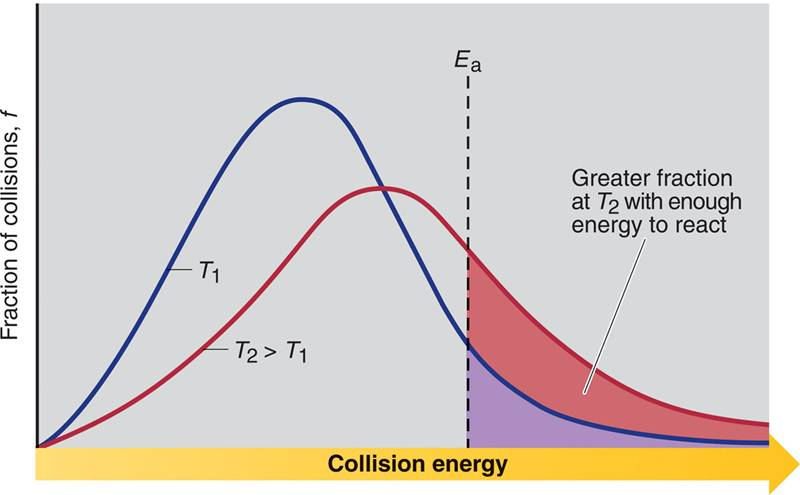 Fraction of collisions, f
Eₐ
T₁
T₂ > T₁
Greater fraction
at T₂ with enough
energy to react
Collision energy